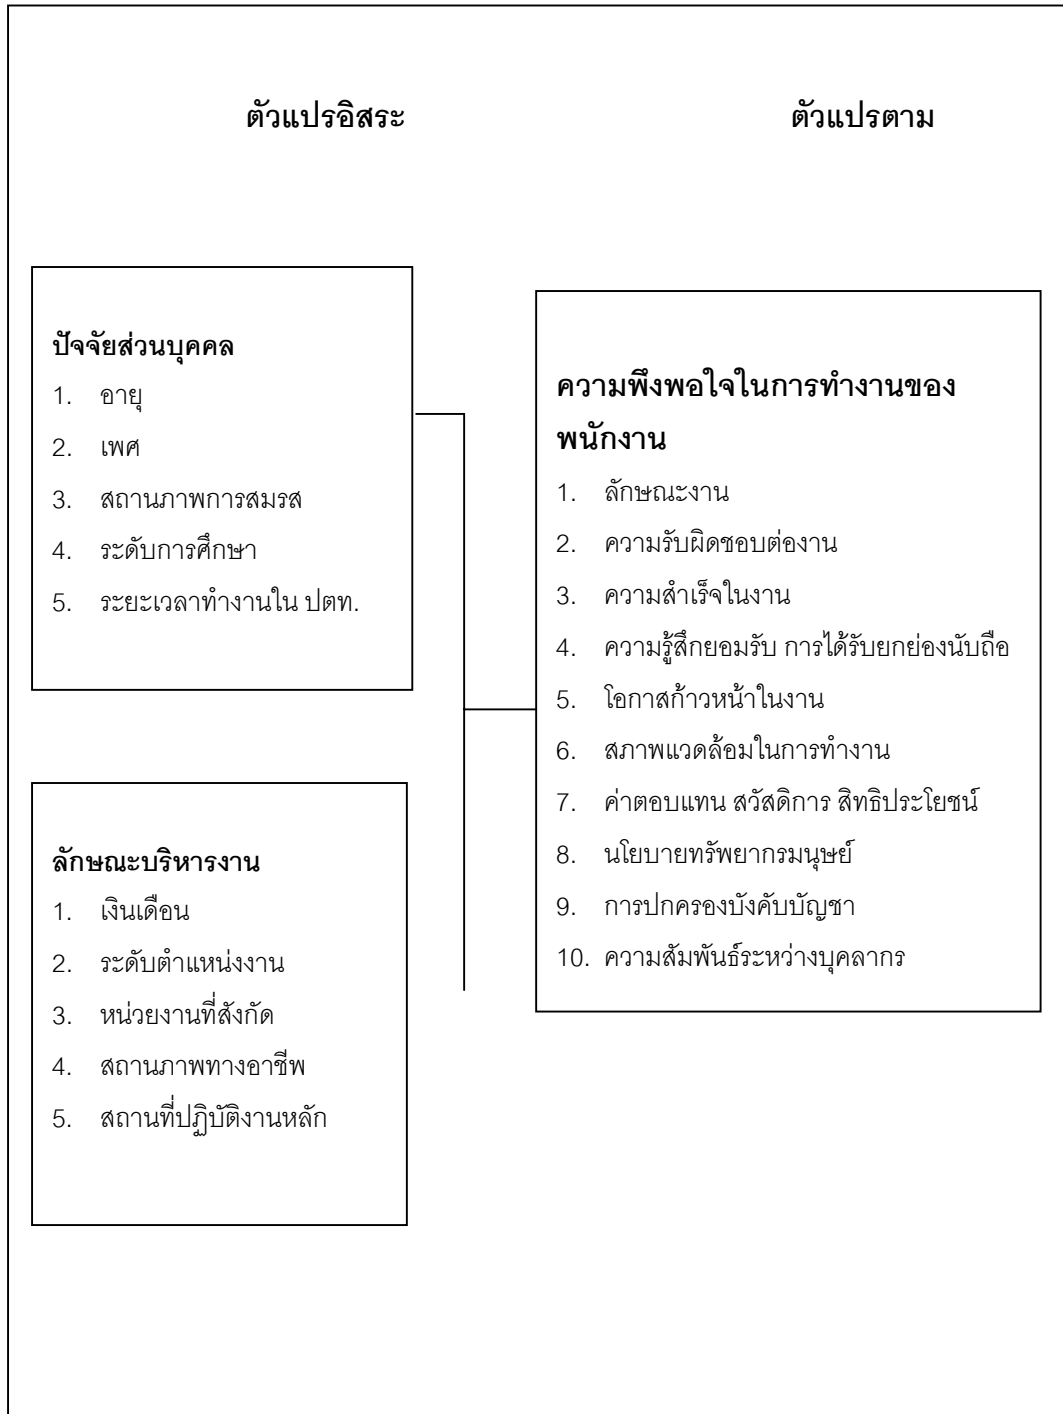 ตัวแปรอิสระ
ตัวแปรตาม
ปัจจัยส่วนบุคคล
1. อายุ
2. เพศ
3. สถานภาพการสมรส
4. ระดับการศึกษา
5. ระยะเวลาทำงานใน ปตท.
ลักษณะบริหารงาน
1. เงินเดือน
2. ระดับตำแหน่งงาน
3. หน่วยงานที่สังกัด
4. สถานภาพทางอาชีพ
5. สถานที่ปฏิบัติงานหลัก
ความพึงพอใจในการทำงานของ
พนักงาน
1. ลักษณะงาน
2. ความรับผิดชอบต่องาน
3. ความสำเร็จในงาน
4. ความรู้สึกยอมรับ การได้รับยกย่องนับถือ
5. โอกาสก้าวหน้าในงาน
6. สภาพแวดล้อมในการทำงาน
7. ค่าตอบแทน สวัสดิการ สิทธิประโยชน์
8. นโยบายทรัพยากรมนุษย์
9. การปกครองบังคับบัญชา
10. ความสัมพันธ์ระหว่างบุคลากร